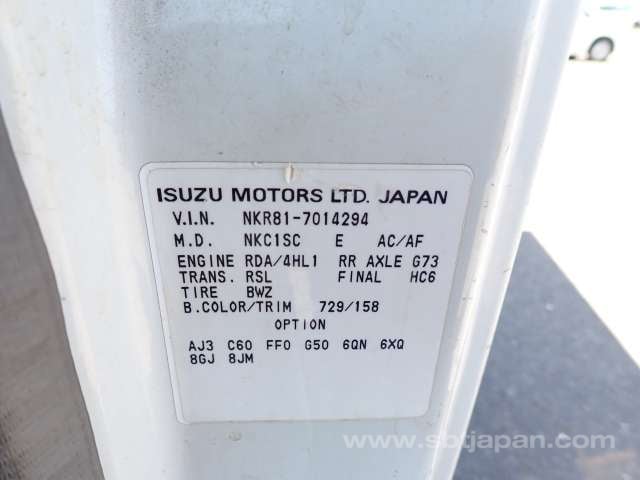 ISUZU MOTORS LTD. JAPAN
V.I.N. NKR81-7014294
M.D. NKC1SC E AC/AF
ENGINE RDA/4HL1 RR AXLE G73
TRANS. RSL FINAL HC6
TIRE BWZ
B.COLOR/TRIM 729/158
OPTION
AJ3 C60 FF0 G50 6QN 6XQ
8GJ 8JM
www.sbtjapan.com